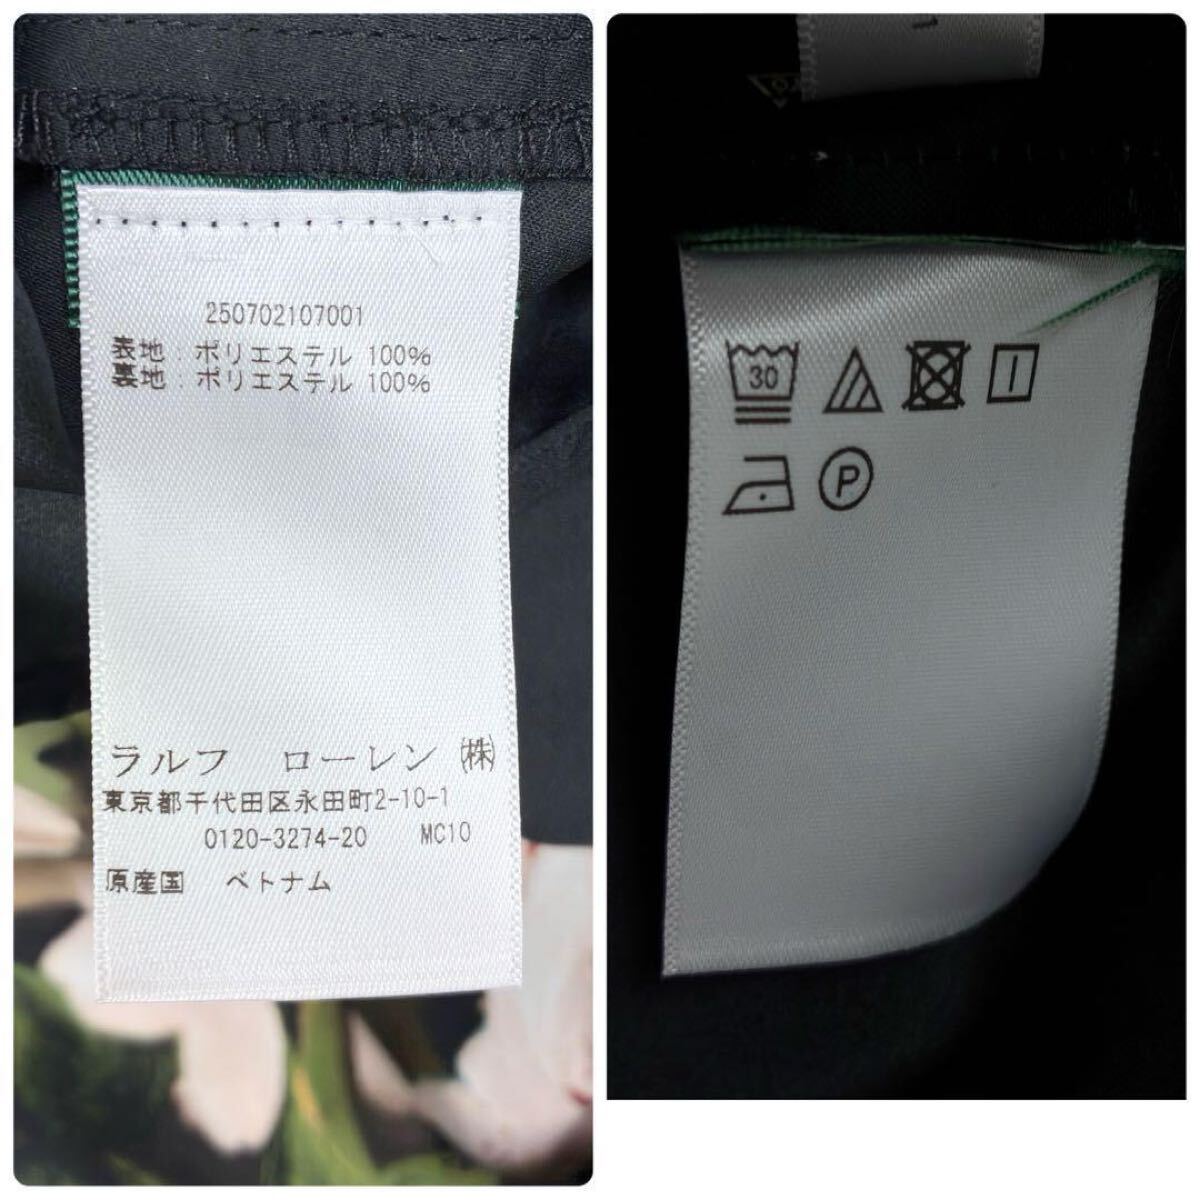 250702107001
表地：ポリエステル 100%
裏地：ポリエステル 100%
ラルフ　ローレン㈱
東京都千代田区永田町2-10-1
0120-3274-20　MC10
原産国　ベトナム
1
30
P